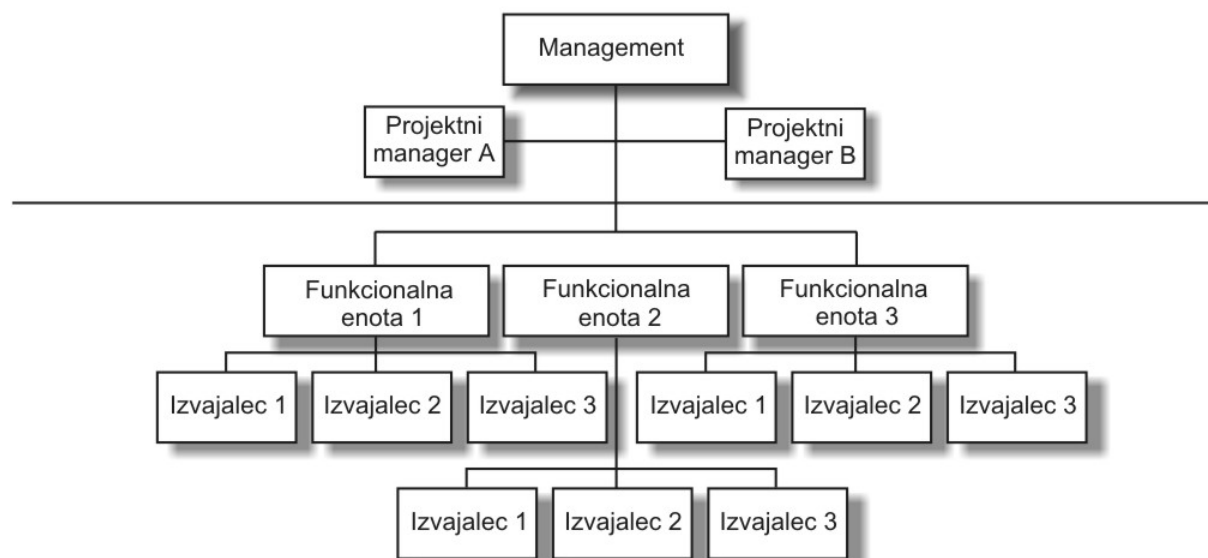 Management
Projektni
manager A
Projektni
manager B
Funkcionalna
enota 1
Funkcionalna
enota 2
Funkcionalna
enota 3
Izvajalec 1
Izvajalec 2
Izvajalec 3
Izvajalec 1
Izvajalec 2
Izvajalec 3
Izvajalec 1
Izvajalec 2
Izvajalec 3